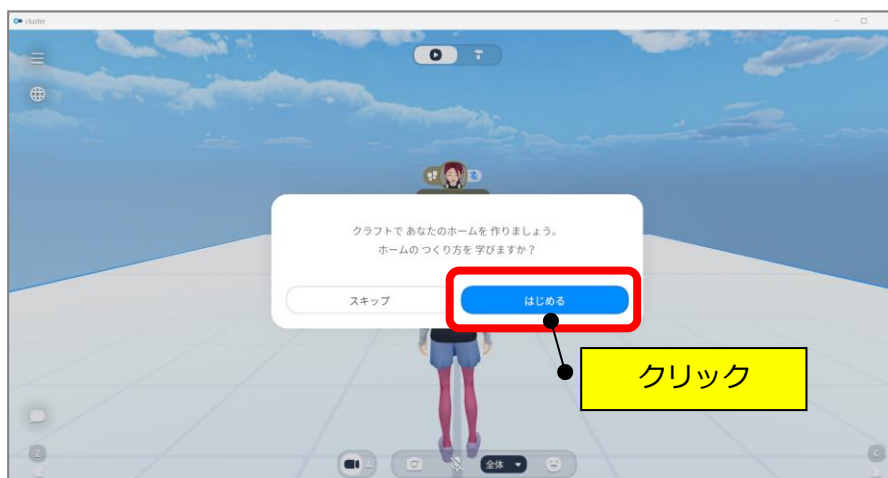 cluster
クラフトで あなたのホームを 作りましょう。
ホームの つくり方を 学びますか？
スキップ
はじめる
クリック
Z
C
全体